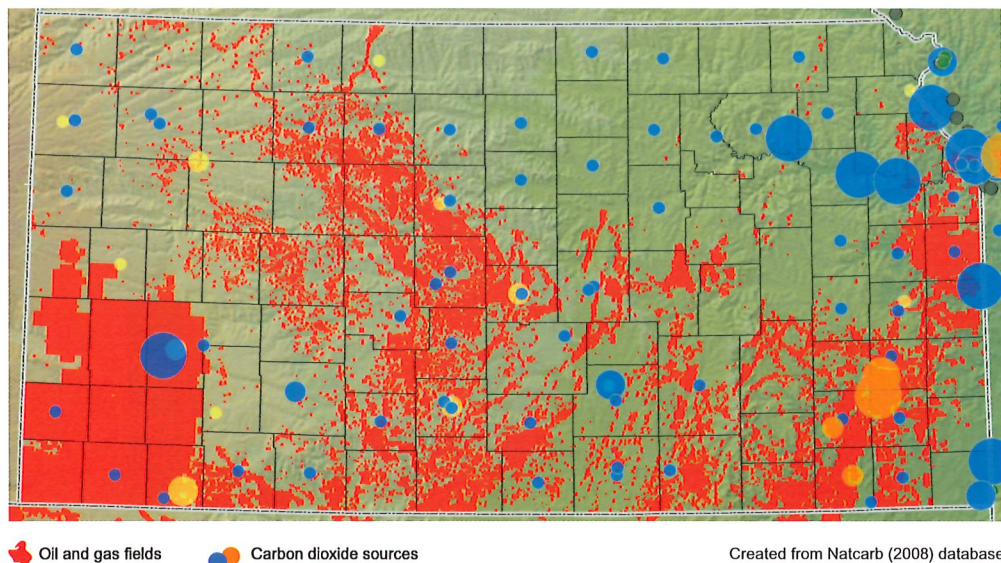 Oil and gas fields
Carbon dioxide sources
Created from Natcarb (2008) database